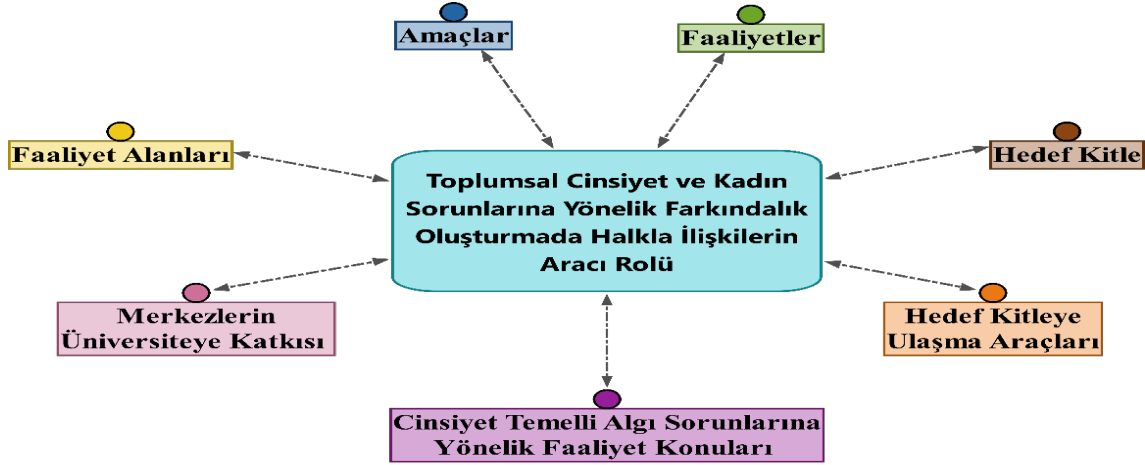 Amaçlar
Faaliyetler
Faaliyet Alanları
Hedef Kitle
Toplumsal Cinsiyet ve Kadın
Sorunlarına Yönelik Farkındalık
Oluşturmada Halkla İlişkilerin
Aracı Rolü
Merkezlerin
Üniversiteye Katkısı
Hedef Kitleye
Ulaşma Araçları
Cinsiyet Temelli Algı Sorunlarına
Yönelik Faaliyet Konuları